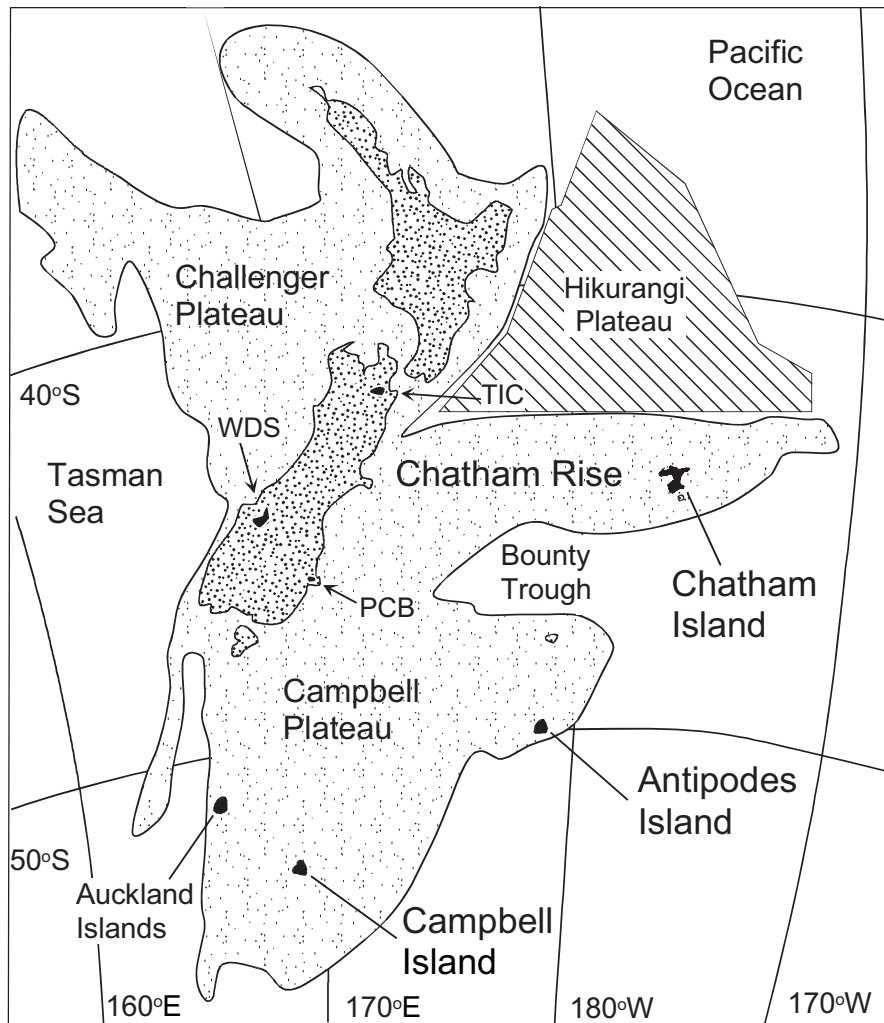 Pacific
Ocean
Challenger
Plateau
Hikurangi
Plateau
40°S
TIC
WDS
Tasman
Sea
Chatham Rise
Bounty
Trough
Chatham
Island
PCB
Campbell
Plateau
Antipodes
Island
50°S
Auckland
Islands
Campbell
Island
160°E
170°E
180°W
170°W